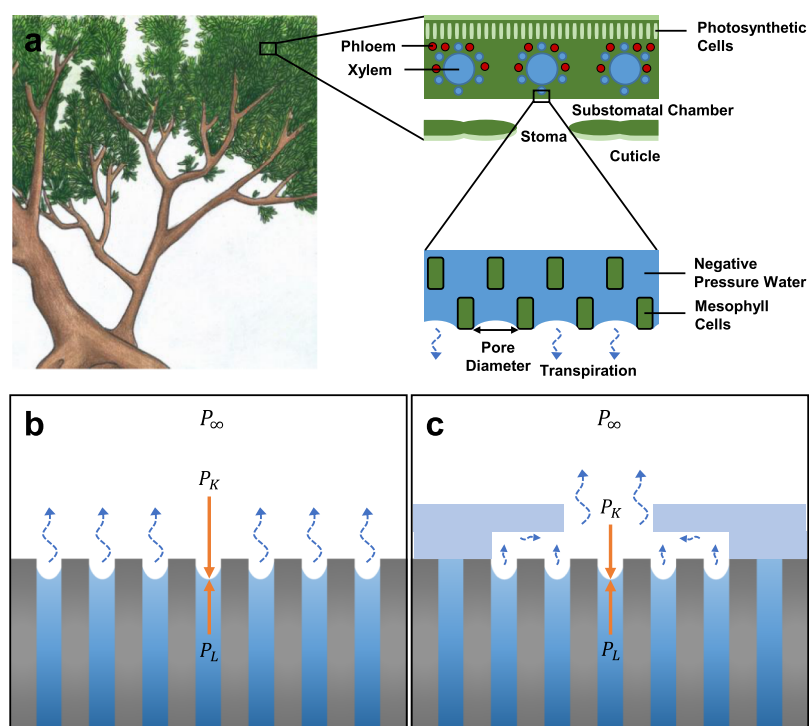 a
Photosynthetic
Cells
Phloem
Xylem
Substomatal Chamber
Stoma
Cuticle
Negative
Pressure Water
Mesophyll
Cells
Pore
Diameter
Transpiration
b
P∞
P_K
P_L
c
P∞
P_K
P_L